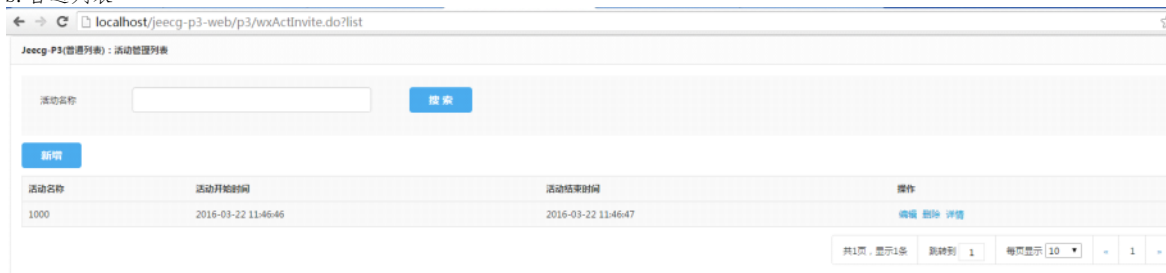 localhost/jeecg-p3-web/p3/wxActInvite.do?list
Jeecg-P3(普通列表)：活动管理列表
活动名称 搜 索
新增
活动名称 活动开始时间 活动结束时间 操作
1000 2016-03-22 11:46:46 2016-03-22 11:46:47 编辑 删除 详情
共1页，显示1条 跳转到 1 每页显示 10 « 1 »